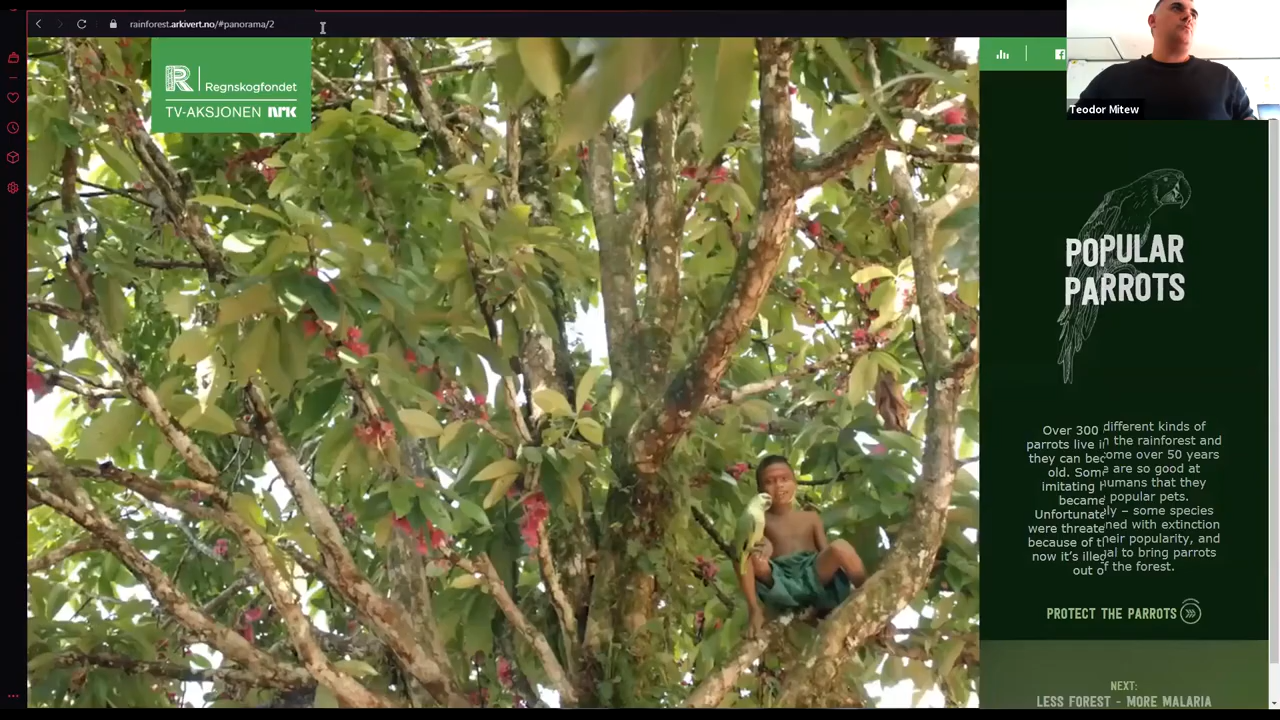 rainforest.arkivert.no/#panorama/2
R Regnskogfondet
TV-AKSJONEN NRK
Teodor Mitew
POPULAR
PARROTS
Over 300 different kinds of
parrots live in the rainforest and
they can become over 50 years
old. Some are so good at
imitating humans that they
became popular pets.
Unfortunately – some species
were threatened with extinction
because of their popularity, and
now it's illegal to bring parrots
out of the forest.
PROTECT THE PARROTS
NEXT:
LESS FOREST - MORE MALARIA